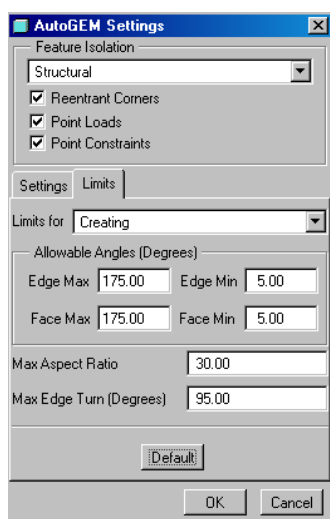 AutoGEM Settings
Feature Isolation
Structural
Reentrant Corners
Point Loads
Point Constraints
Settings Limits
Limits for Creating
Allowable Angles (Degrees)
Edge Max 175.00 Edge Min 5.00
Face Max 175.00 Face Min 5.00
Max Aspect Ratio 30.00
Max Edge Turn (Degrees) 95.00
Default
OK Cancel